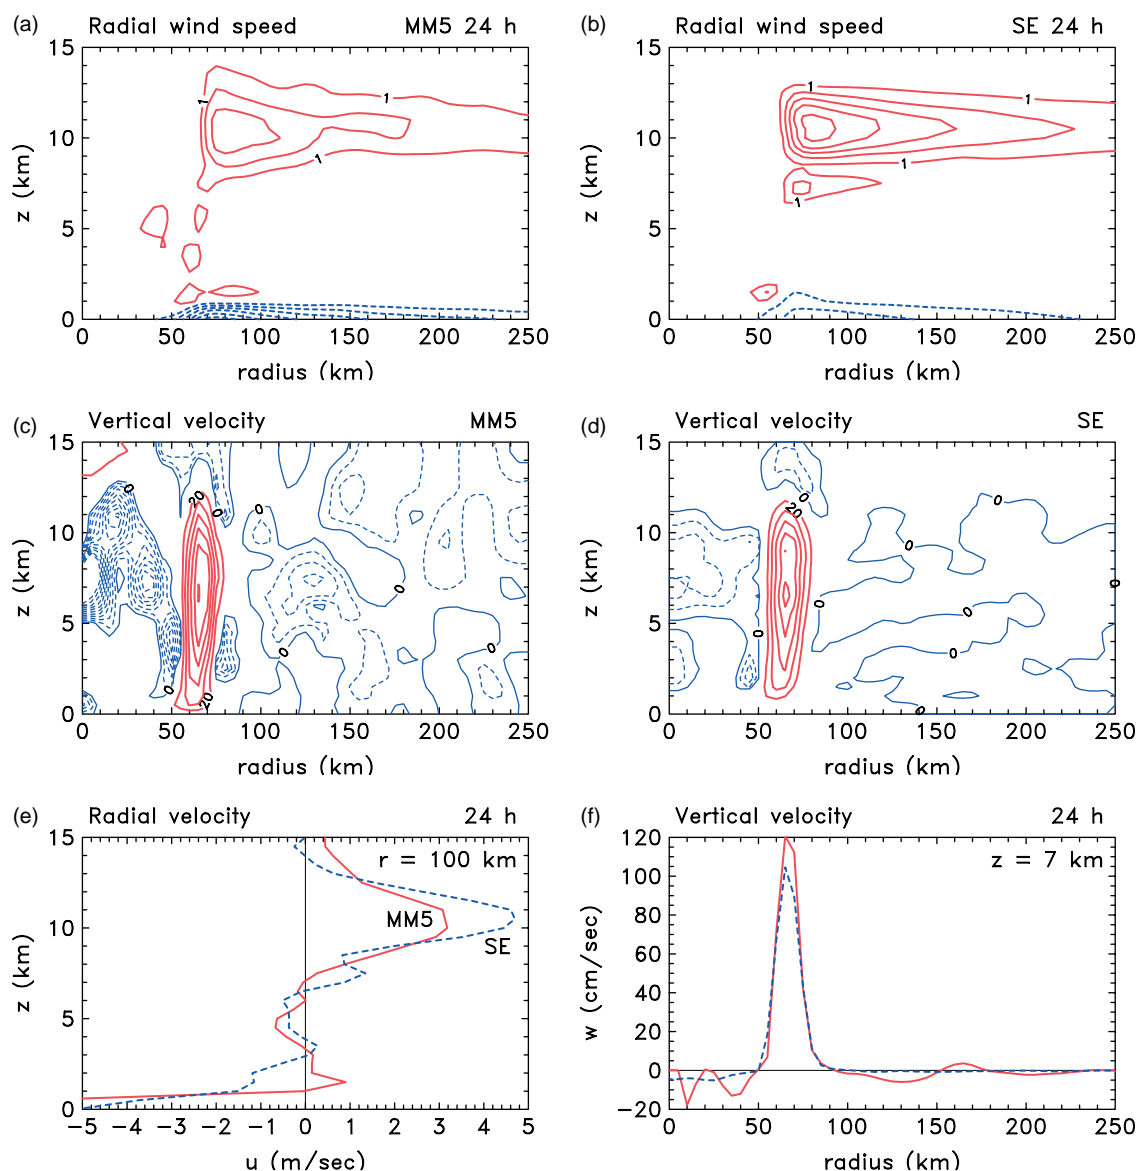 (a) Radial wind speed MM5 24 h
15
10
5
0
z (km)
1
1
1
0 50 100 150 200 250
radius (km)
(b) Radial wind speed SE 24 h
15
10
5
0
z (km)
1
1
1
1
0 50 100 150 200 250
radius (km)
(c) Vertical velocity MM5
15
10
5
0
z (km)
0
20
0
0
0
0
0
0
20
0 50 100 150 200 250
radius (km)
(d) Vertical velocity SE
15
10
5
0
z (km)
0
20
0
0
0
0
0
0
0
0
0 50 100 150 200 250
radius (km)
(e) Radial velocity 24 h
r = 100 km
15
10
5
0
z (km)
MM5
SE
−5 −4 −3 −2 −1 0 1 2 3 4 5
u (m/sec)
(f) Vertical velocity 24 h
z = 7 km
120
100
80
60
40
20
0
−20
w (cm/sec)
0 50 100 150 200 250
radius (km)